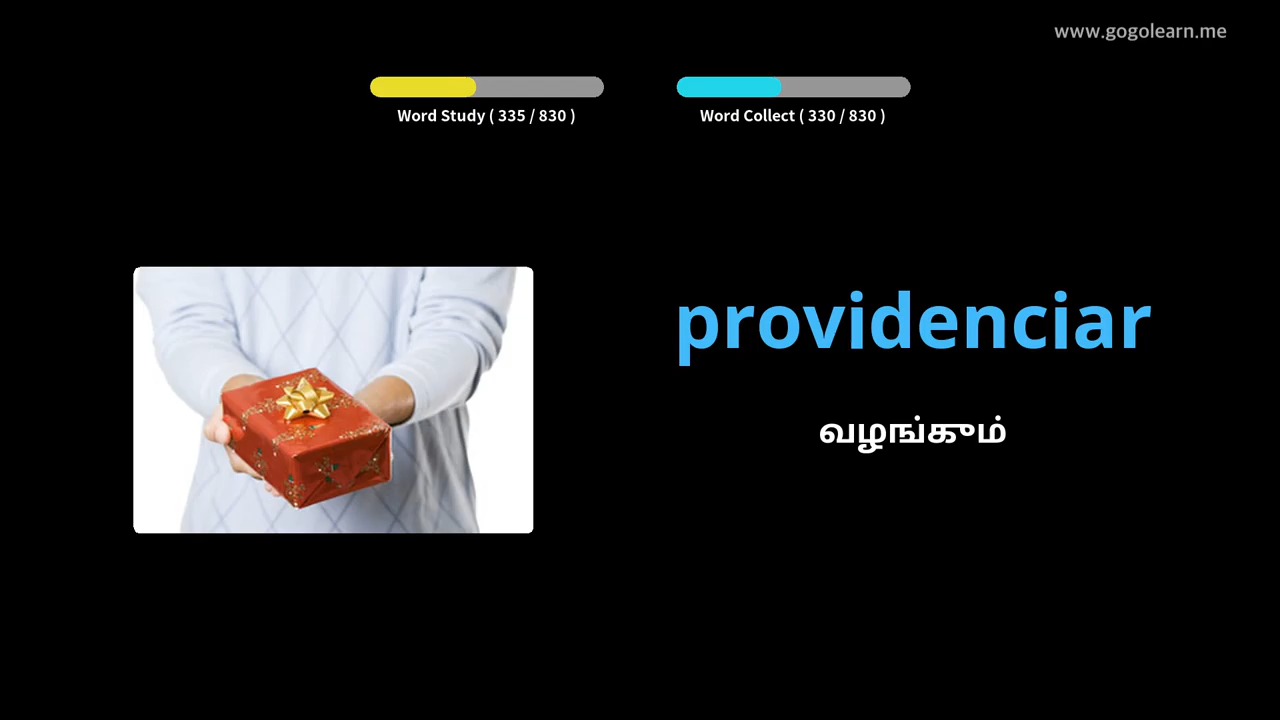 www.gogolearn.me
Word Study ( 335 / 830 )
Word Collect ( 330 / 830 )
providenciar
வழங்கும்